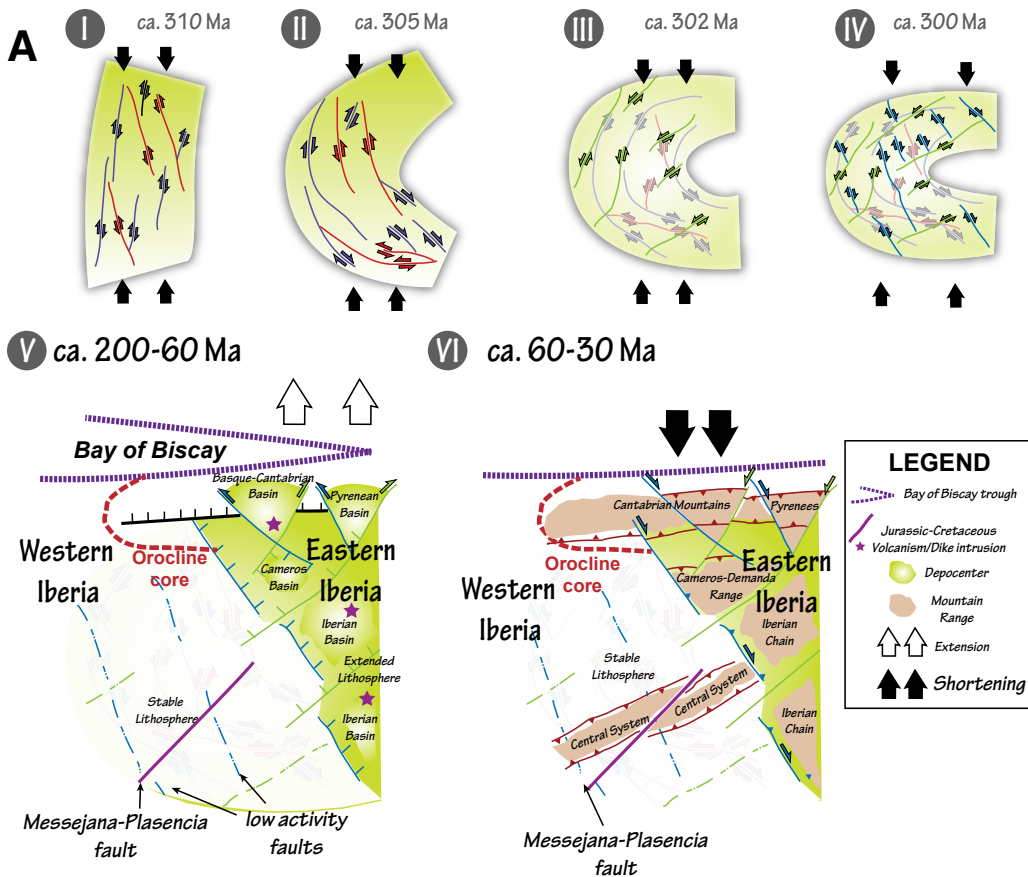 A
I
ca. 310 Ma
II
ca. 305 Ma
III
ca. 302 Ma
IV
ca. 300 Ma
V
ca. 200-60 Ma
Bay of Biscay
Basque-Cantabrian
Basin
Pyrenean
Basin
Western
Iberia
Orocline
core
Eastern
Iberia
Cameros
Basin
Iberian
Basin
Extended
Lithosphere
Stable
Lithosphere
Iberian
Basin
Messejana-Plasencia
fault
low activity
faults
VI
ca. 60-30 Ma
Cantabrian Mountains
Pyrenees
Orocline
core
Western
Iberia
Eastern
Iberia
Cameros-Demanda
Range
Iberian
Chain
Stable
Lithosphere
Central System
Central System
Iberian
Chain
Messejana-Plasencia
fault
LEGEND
Bay of Biscay trough
Jurassic-Cretaceous
Volcanism/Dike intrusion
Depocenter
Mountain
Range
Extension
Shortening